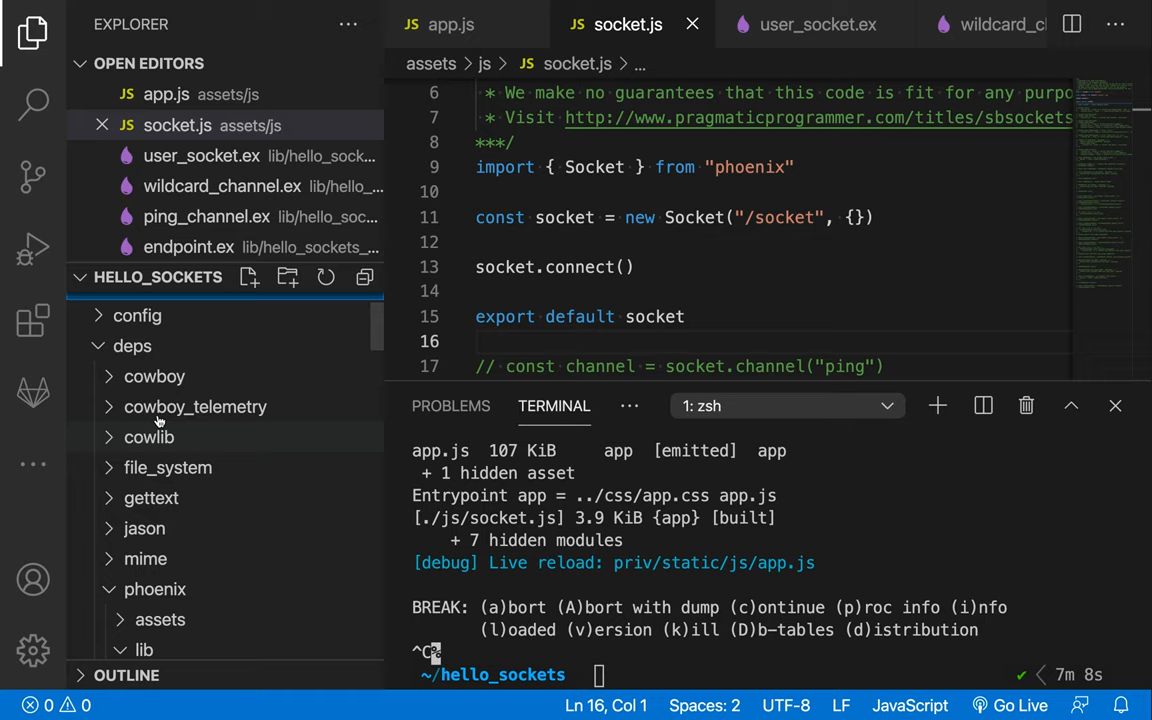 EXPLORER
OPEN EDITORS
JS app.js assets/js
JS socket.js assets/js
user_socket.ex lib/hello_sock...
wildcard_channel.ex lib/hello_...
ping_channel.ex lib/hello_soc...
endpoint.ex lib/hello_sockets_...
HELLO_SOCKETS
config
deps
cowboy
cowboy_telemetry
cowlib
file_system
gettext
jason
mime
phoenix
assets
lib
OUTLINE
JS app.js JS socket.js user_socket.ex wildcard_c
assets > js > JS socket.js > ...
6 * We make no guarantees that this code is fit for any purpo
7 * Visit http://www.pragmaticprogrammer.com/titles/sbsockets
8 ***/
9 import { Socket } from "phoenix"
10
11 const socket = new Socket("/socket", {})
12
13 socket.connect()
14
15 export default socket
16
17 // const channel = socket.channel("ping")
PROBLEMS TERMINAL ... 1: zsh
app.js 107 KiB app [emitted] app
+ 1 hidden asset
Entrypoint app = ../css/app.css app.js
[./js/socket.js] 3.9 KiB {app} [built]
+ 7 hidden modules
[debug] Live reload: priv/static/js/app.js
BREAK: (a)bort (A)bort with dump (c)ontinue (p)roc info (i)nfo
(l)oaded (v)ersion (k)ill (D)b-tables (d)istribution
^C%
~/hello_sockets ✓ 7m 8s
0 0 Ln 16, Col 1 Spaces: 2 UTF-8 LF JavaScript Go Live